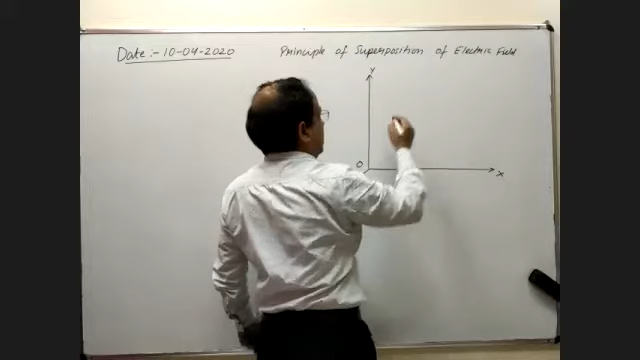 Date :- 10-04-2020
Principle of Superposition of Electric Field
Y
O
X